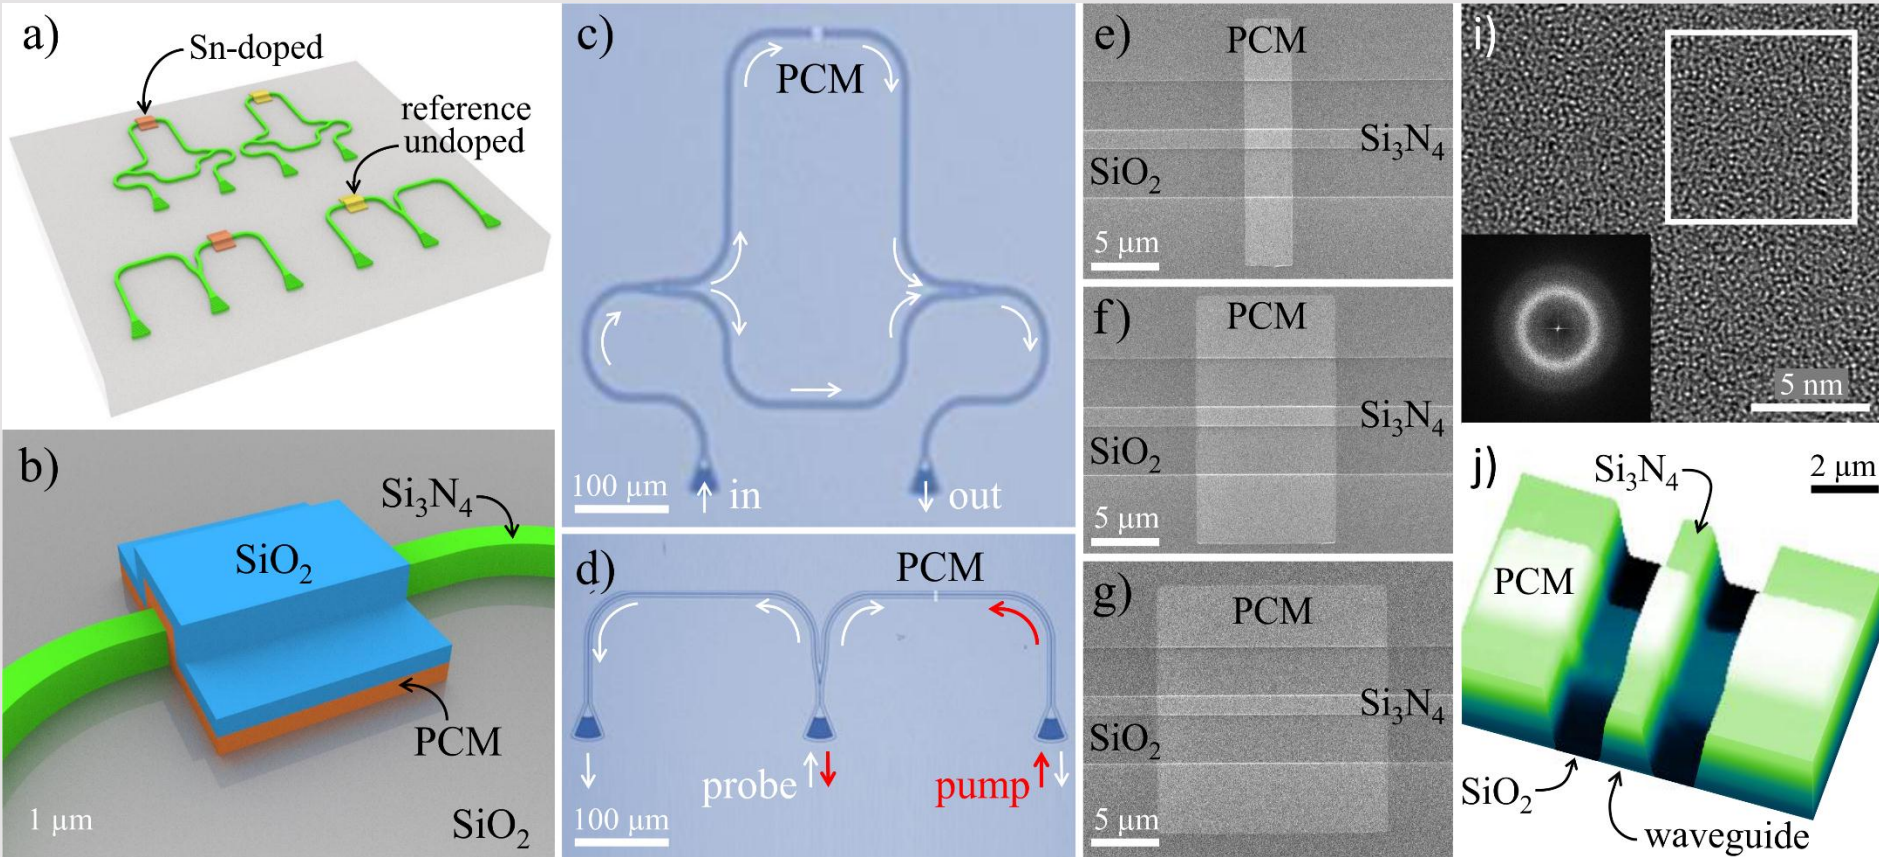 a)
Sn-doped
reference
undoped
b)
Si₃N₄
SiO₂
PCM
1 μm
SiO₂
c)
PCM
100 μm
in
out
d)
PCM
probe
pump
100 μm
e)
PCM
Si₃N₄
SiO₂
5 μm
f)
PCM
Si₃N₄
SiO₂
5 μm
g)
PCM
Si₃N₄
SiO₂
5 μm
i)
5 nm
j)
Si₃N₄
2 μm
PCM
SiO₂
waveguide